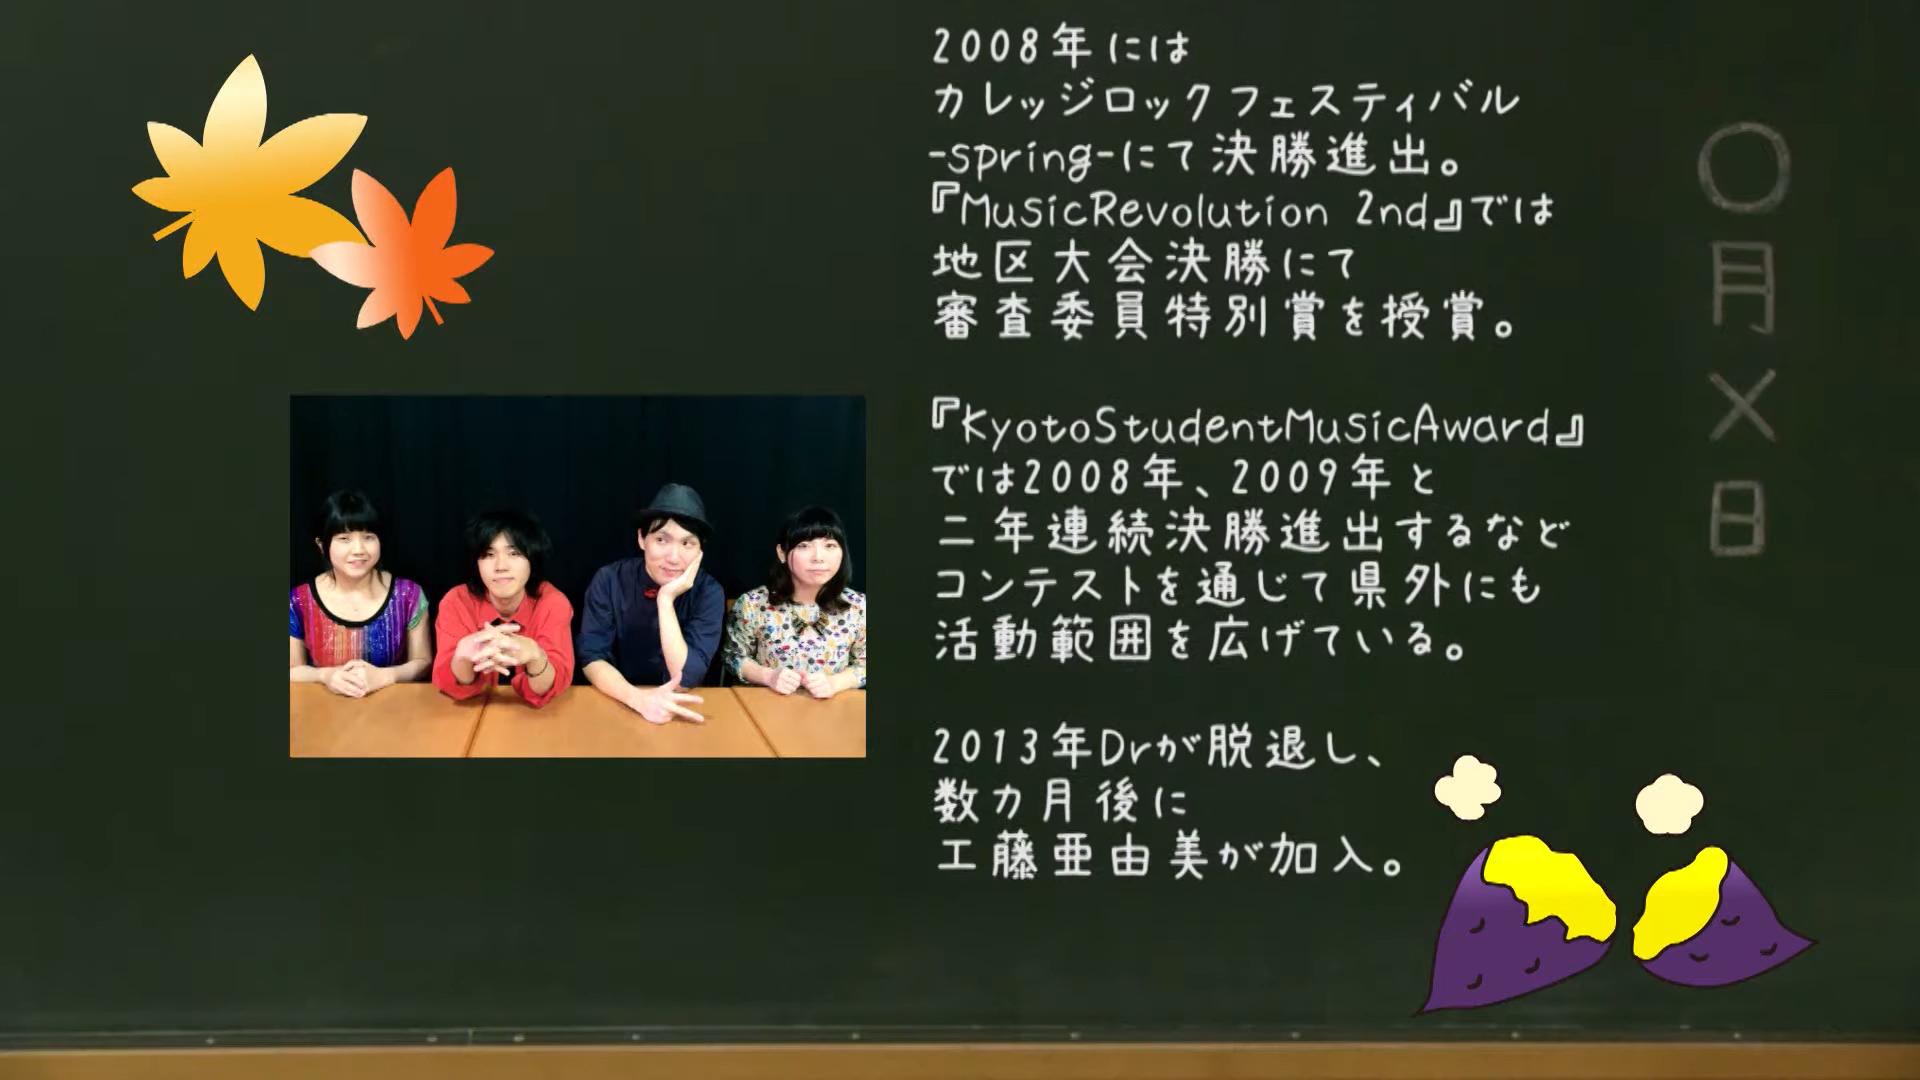 2008年には
カレッジロックフェスティバル
-spring-にて決勝進出。
『MusicRevolution 2nd』では
地区大会決勝にて
審査委員特別賞を授賞。
『KyotoStudentMusicAward』
では2008年、2009年と
二年連続決勝進出するなど
コンテストを通じて県外にも
活動範囲を広げている。
2013年Drが脱退し、
数カ月後に
工藤亜由美が加入。
〇月×日